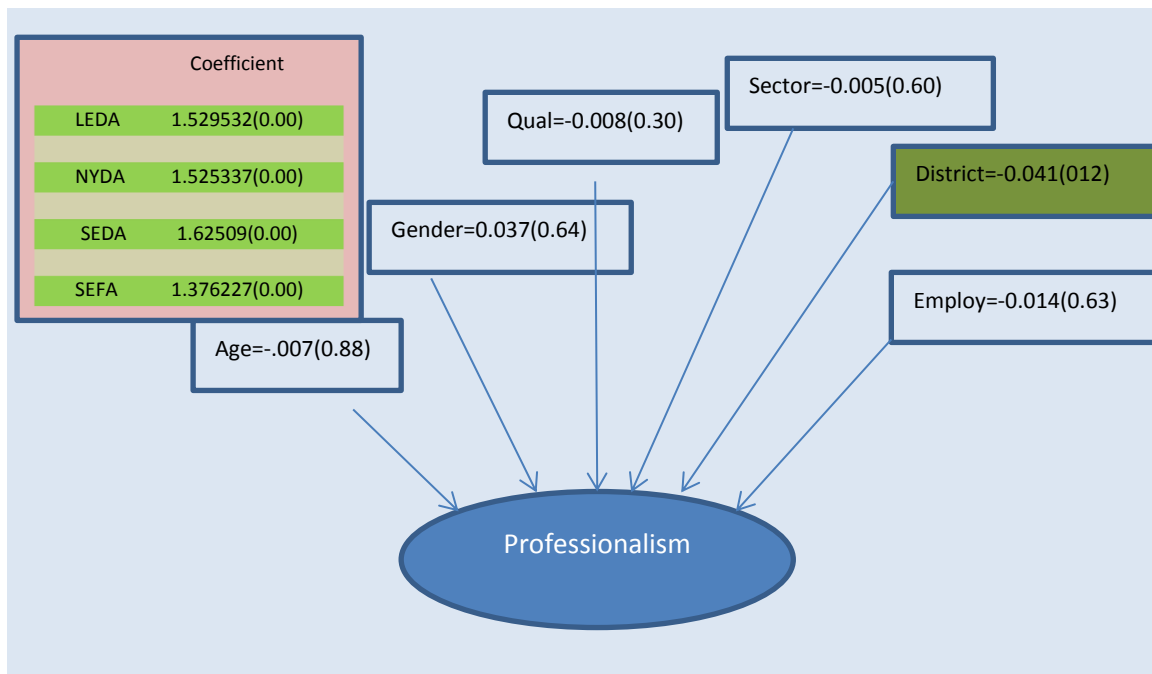 Coefficient
LEDA 1.529532(0.00)
NYDA 1.525337(0.00)
SEDA 1.62509(0.00)
SEFA 1.376227(0.00)
Age=-.007(0.88)
Gender=0.037(0.64)
Qual=-0.008(0.30)
Sector=-0.005(0.60)
District=-0.041(012)
Employ=-0.014(0.63)
Professionalism